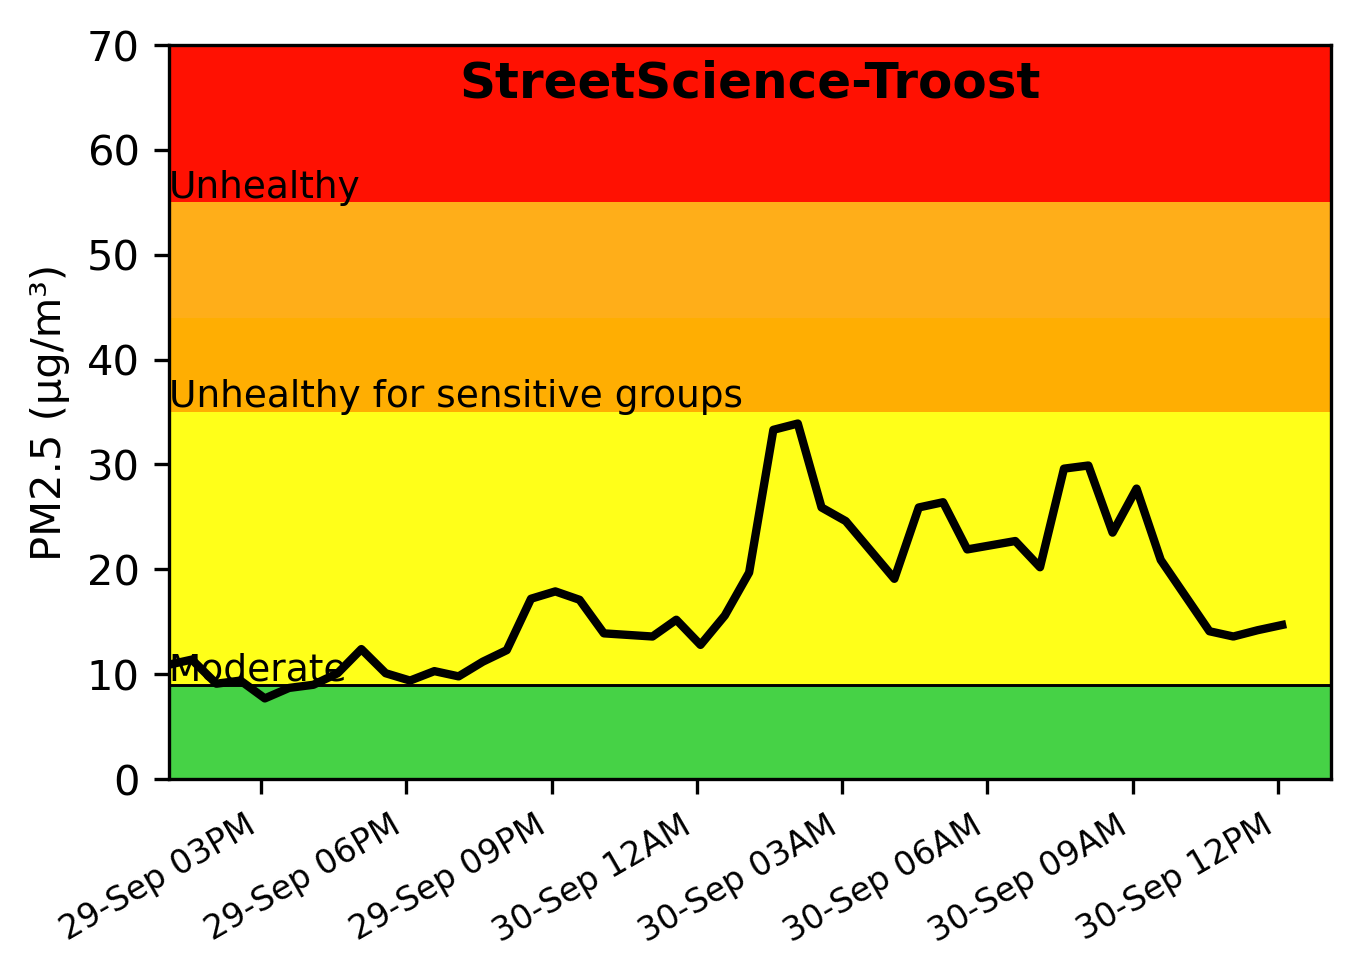 StreetScience-Troost
PM2.5 (µg/m³)
70
60
50
40
30
20
10
0
Unhealthy
Unhealthy for sensitive groups
Moderate
29-Sep 03PM
29-Sep 06PM
29-Sep 09PM
30-Sep 12AM
30-Sep 03AM
30-Sep 06AM
30-Sep 09AM
30-Sep 12PM